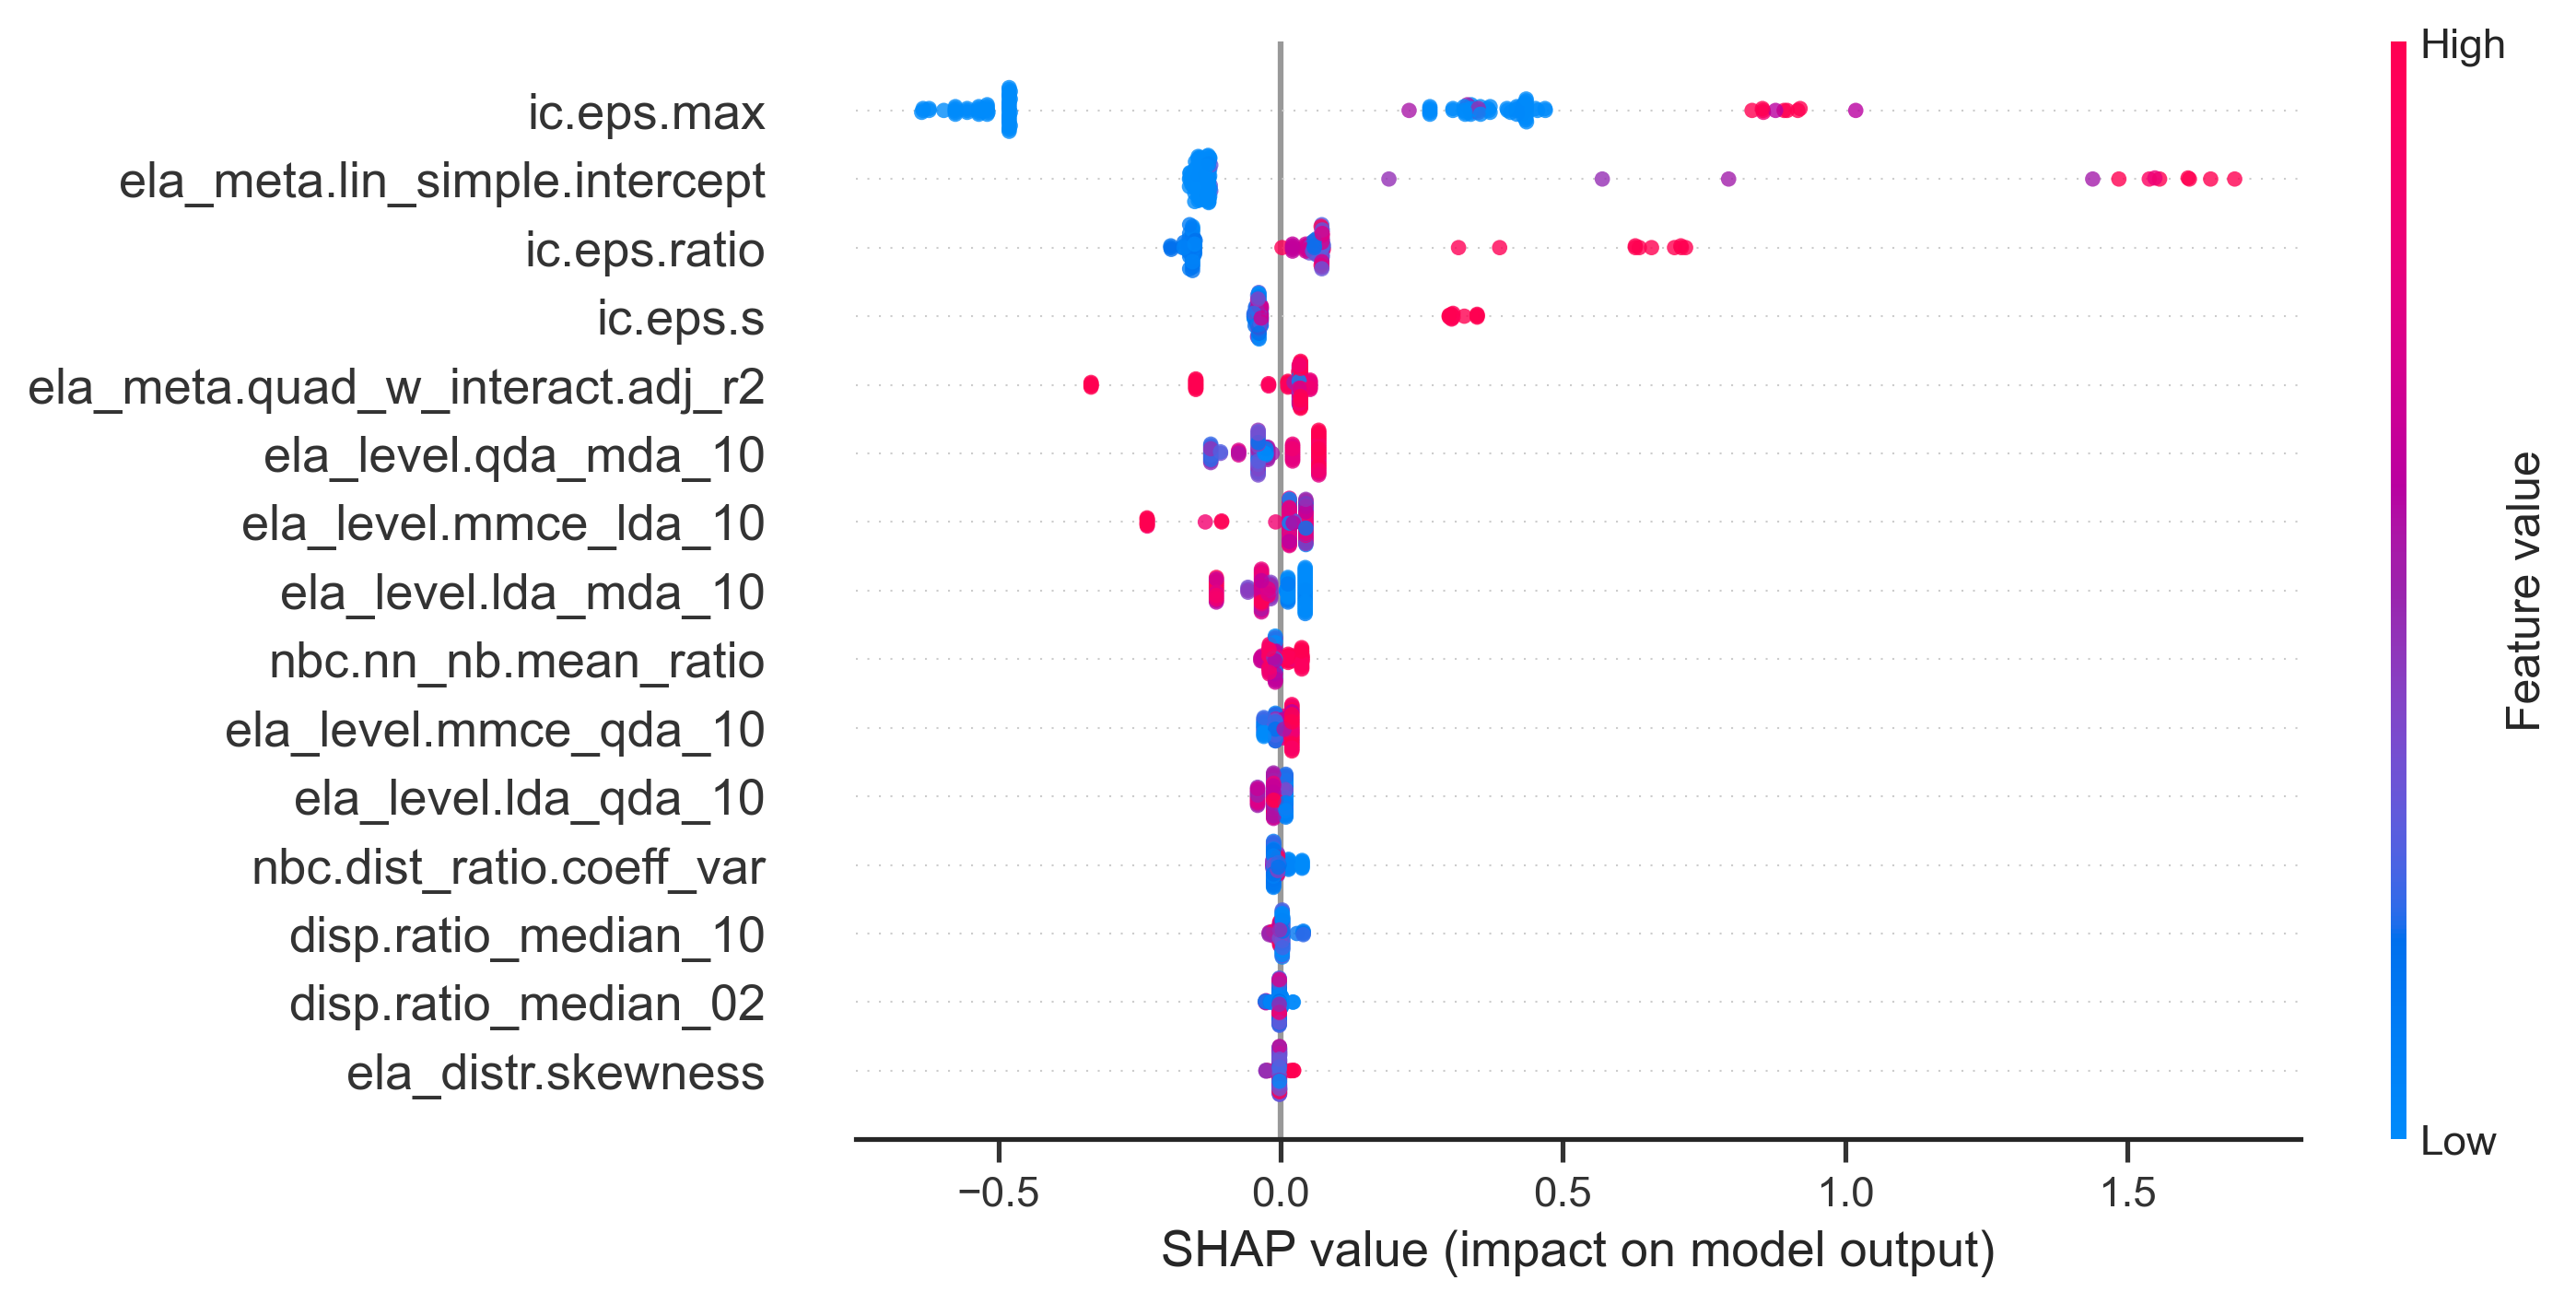 High
ic.eps.max
ela_meta.lin_simple.intercept
ic.eps.ratio
ic.eps.s
ela_meta.quad_w_interact.adj_r2
ela_level.qda_mda_10
ela_level.mmce_lda_10
ela_level.lda_mda_10
nbc.nn_nb.mean_ratio
ela_level.mmce_qda_10
ela_level.lda_qda_10
nbc.dist_ratio.coeff_var
disp.ratio_median_10
disp.ratio_median_02
ela_distr.skewness
Feature value
Low
−0.5 0.0 0.5 1.0 1.5
SHAP value (impact on model output)